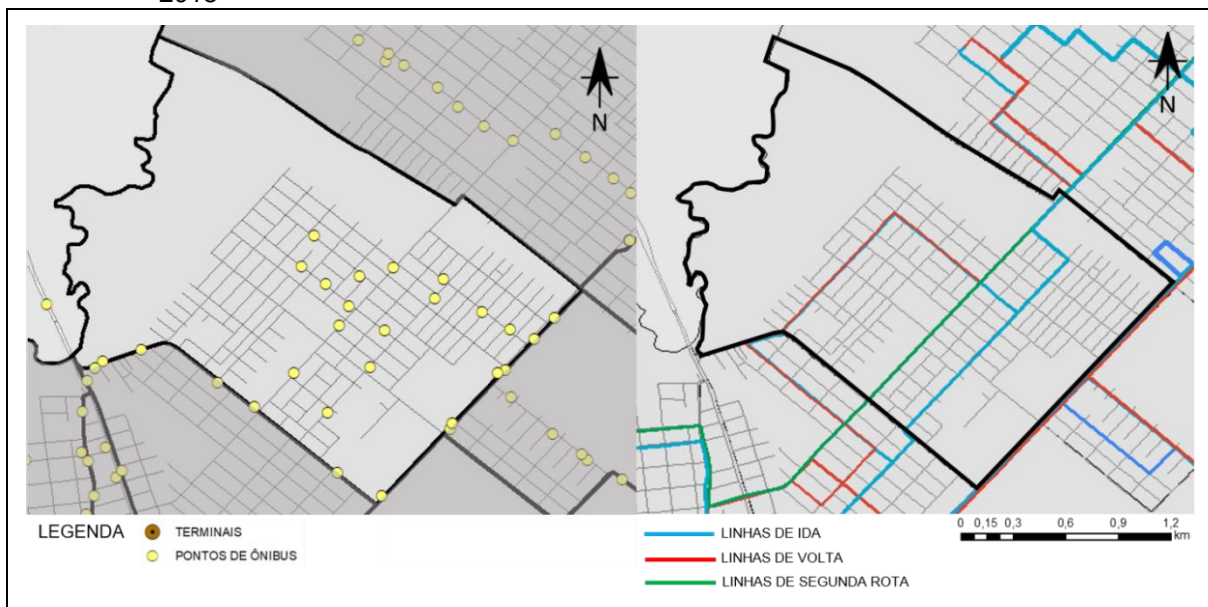 2018
N
N
LEGENDA
TERMINAIS
PONTOS DE ÔNIBUS
LINHAS DE IDA
LINHAS DE VOLTA
LINHAS DE SEGUNDA ROTA
0 0,15 0,3 0,6 0,9 1,2
km